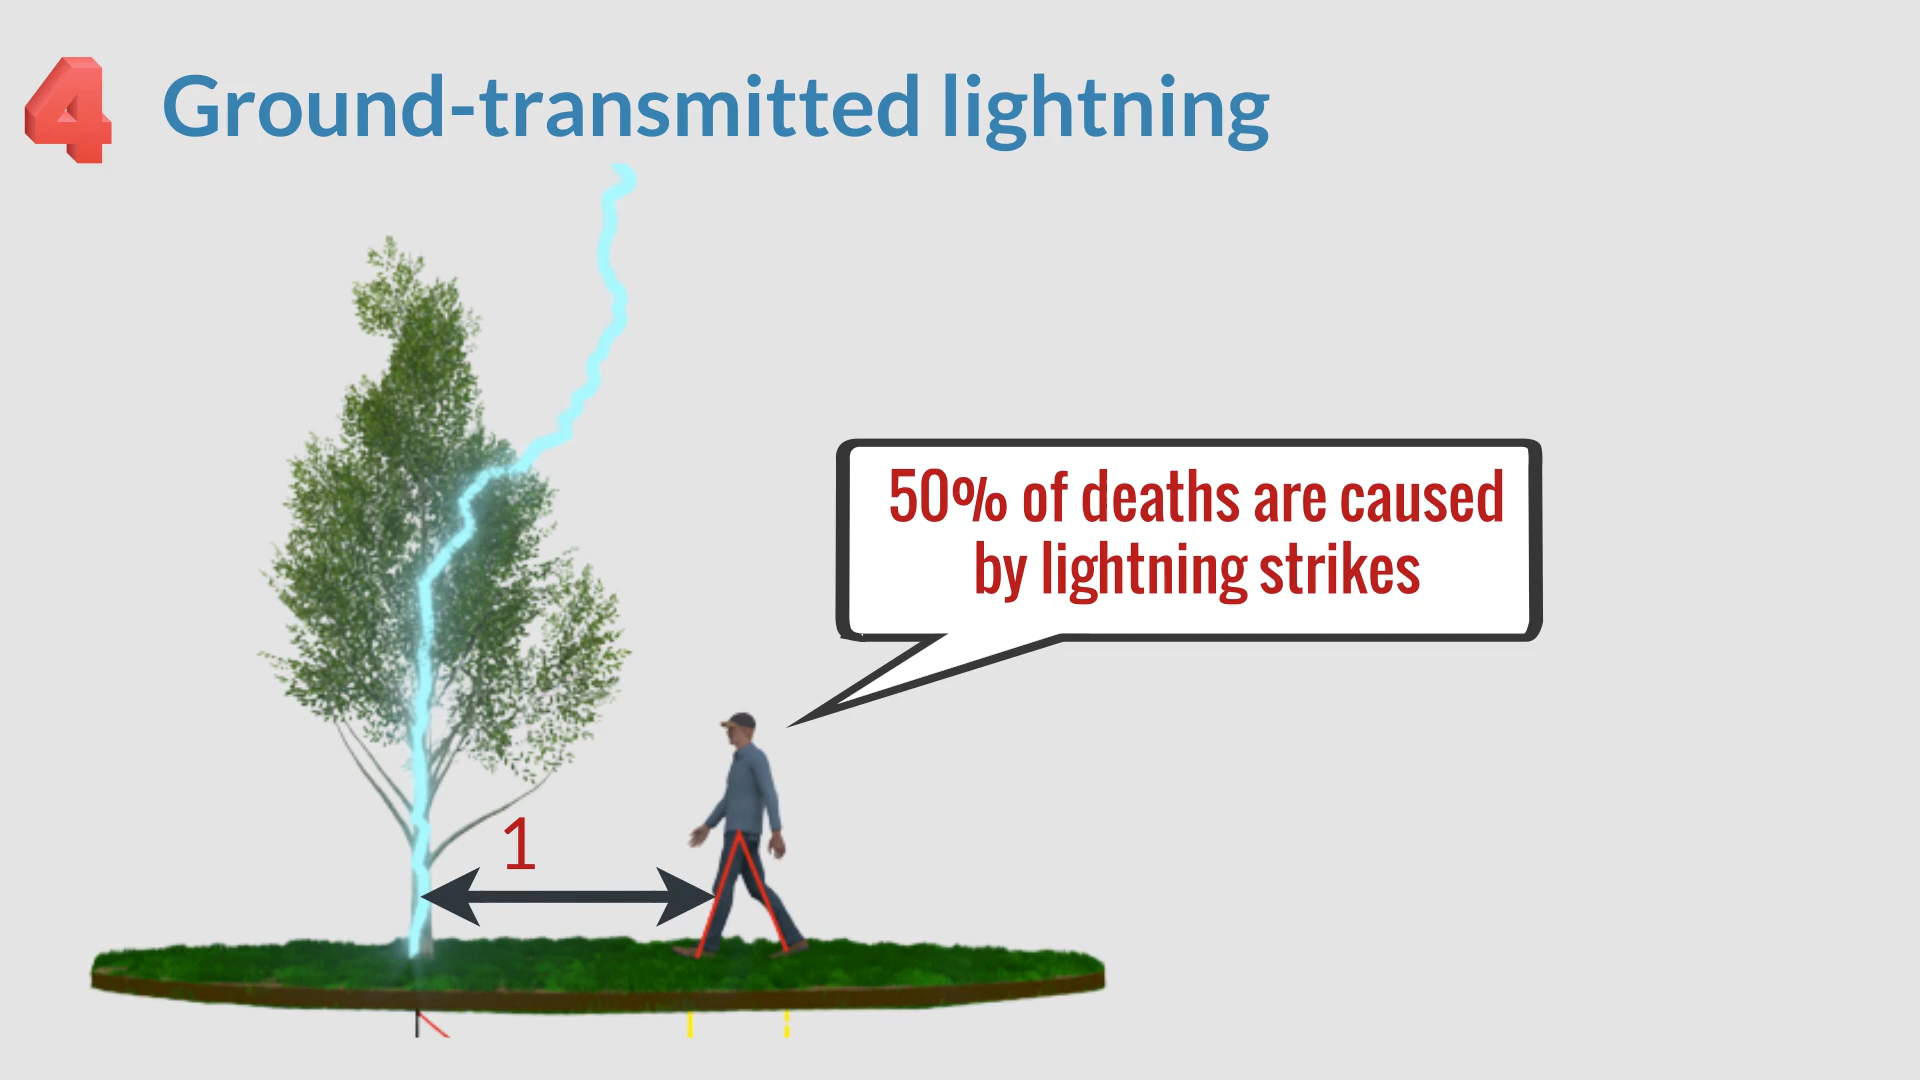 4 Ground-transmitted lightning
50% of deaths are caused
by lightning strikes
1